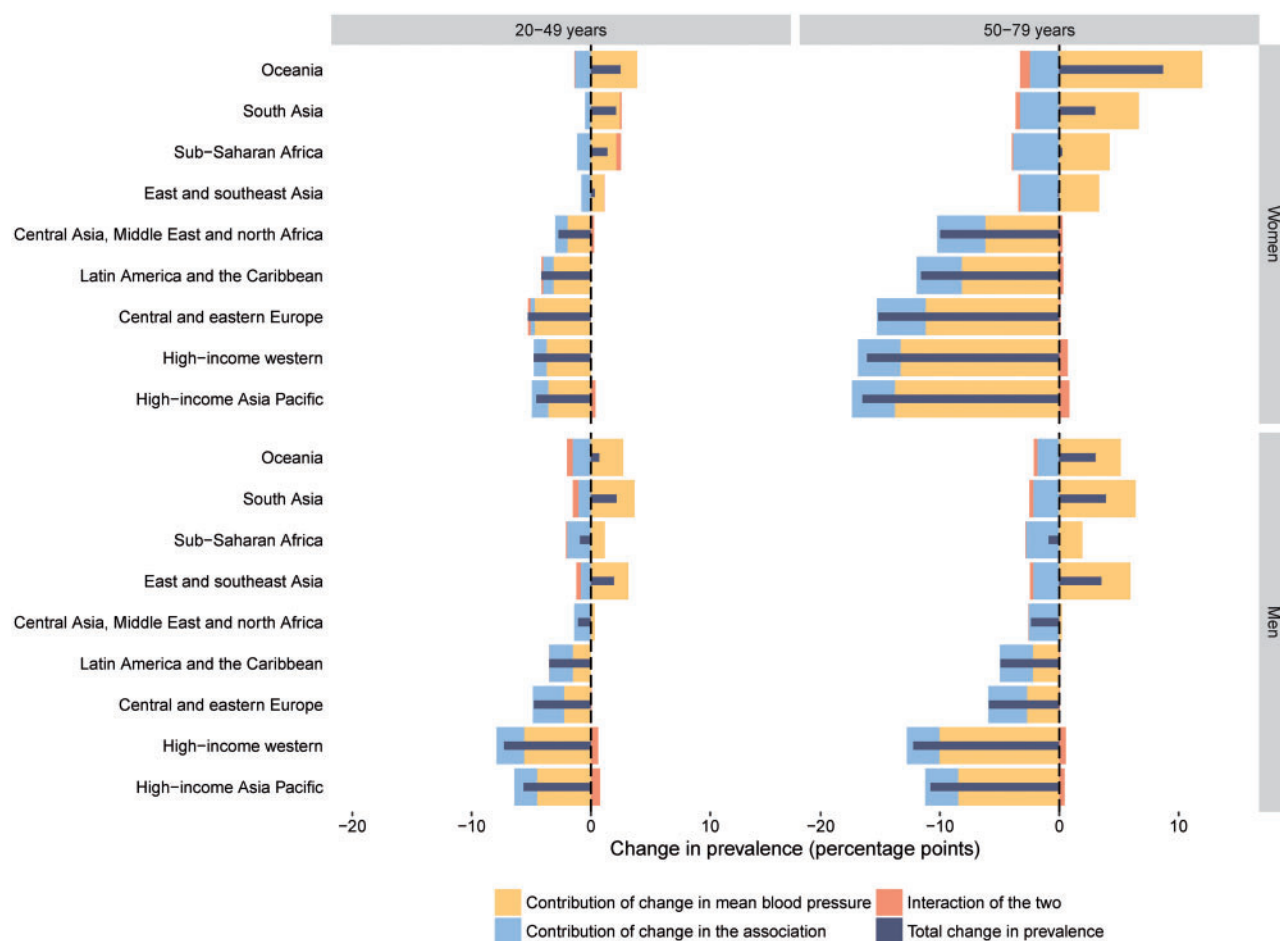 20−49 years
50−79 years
Oceania
South Asia
Sub−Saharan Africa
East and southeast Asia
Central Asia, Middle East and north Africa
Latin America and the Caribbean
Central and eastern Europe
High−income western
High−income Asia Pacific
Women
Oceania
South Asia
Sub−Saharan Africa
East and southeast Asia
Central Asia, Middle East and north Africa
Latin America and the Caribbean
Central and eastern Europe
High−income western
High−income Asia Pacific
Men
−20 −10 0 10 −20 −10 0 10
Change in prevalence (percentage points)
Contribution of change in mean blood pressure Interaction of the two
Contribution of change in the association Total change in prevalence